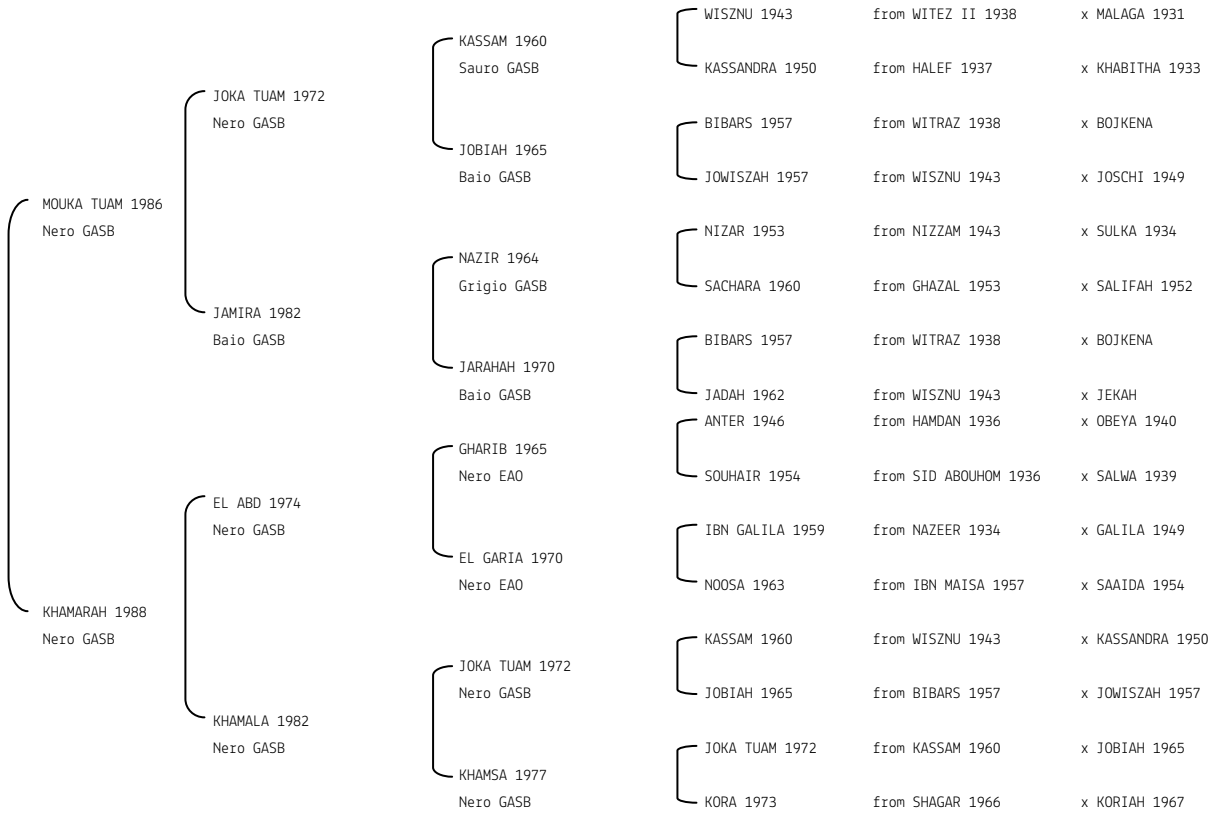 WISZNU 1943 from WITEZ II 1938 x MALAGA 1931
KASSAM 1960
Sauro GASB
KASSANDRA 1950 from HALEF 1937 x KHABITHA 1933
JOKA TUAM 1972
Nero GASB
BIBARS 1957 from WITRAZ 1938 x BOJKENA
JOBIAH 1965
Baio GASB
JOWISZAH 1957 from WISZNU 1943 x JOSCHI 1949
MOUKA TUAM 1986
Nero GASB
NIZAR 1953 from NIZZAM 1943 x SULKA 1934
NAZIR 1964
Grigio GASB
SACHARA 1960 from GHAZAL 1953 x SALIFAH 1952
JAMIRA 1982
Baio GASB
BIBARS 1957 from WITRAZ 1938 x BOJKENA
JARAHAH 1970
Baio GASB
JADAH 1962 from WISZNU 1943 x JEKAH
ANTER 1946 from HAMDAN 1936 x OBEYA 1940
GHARIB 1965
Nero EAO
SOUHAIR 1954 from SID ABOUHOM 1936 x SALWA 1939
EL ABD 1974
Nero GASB
IBN GALILA 1959 from NAZEER 1934 x GALILA 1949
EL GARIA 1970
Nero EAO
NOOSA 1963 from IBN MAISA 1957 x SAAIDA 1954
KHAMARAH 1988
Nero GASB
KASSAM 1960 from WISZNU 1943 x KASSANDRA 1950
JOKA TUAM 1972
Nero GASB
JOBIAH 1965 from BIBARS 1957 x JOWISZAH 1957
KHAMALA 1982
Nero GASB
JOKA TUAM 1972 from KASSAM 1960 x JOBIAH 1965
KHAMSA 1977
Nero GASB
KORA 1973 from SHAGAR 1966 x KORIAH 1967